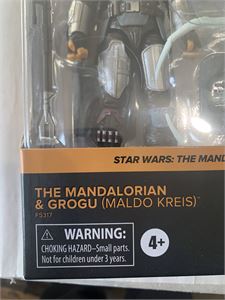 STAR WARS: THE MAND
THE MANDALORIAN
& GROGU (MALDO KREIS)™
F5317
⚠ WARNING:
CHOKING HAZARD–Small parts.
Not for children under 3 years.
4+